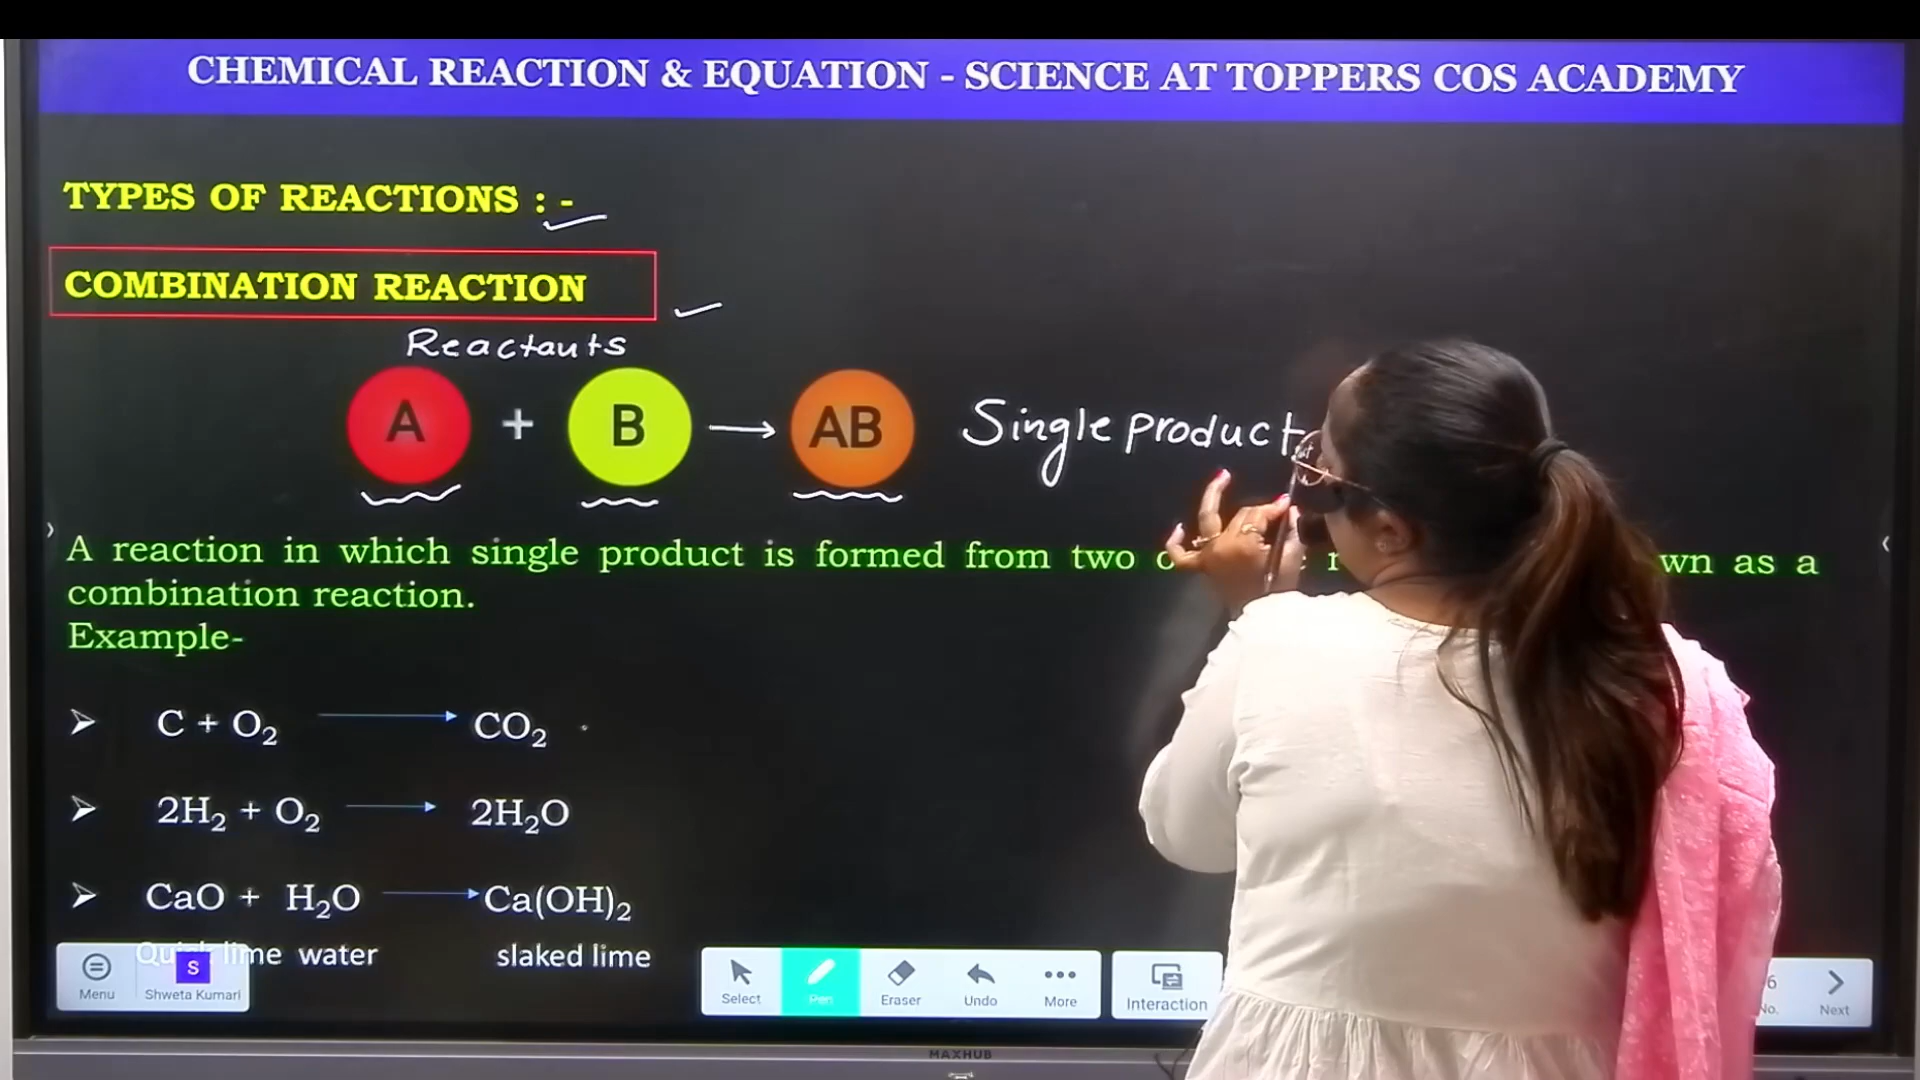 CHEMICAL REACTION & EQUATION - SCIENCE AT TOPPERS COS ACADEMY
TYPES OF REACTIONS : -
COMBINATION REACTION
Reactants
A + B → AB Single product
A reaction in which single product is formed from two as a
combination reaction.
Example-
➤ C + O₂ → CO₂
➤ 2H₂ + O₂ → 2H₂O
➤ CaO + H₂O → Ca(OH)₂
lime water slaked lime
S
Menu Shweta Kumari Select Pen Eraser Undo More Interaction Next
MAXHUB